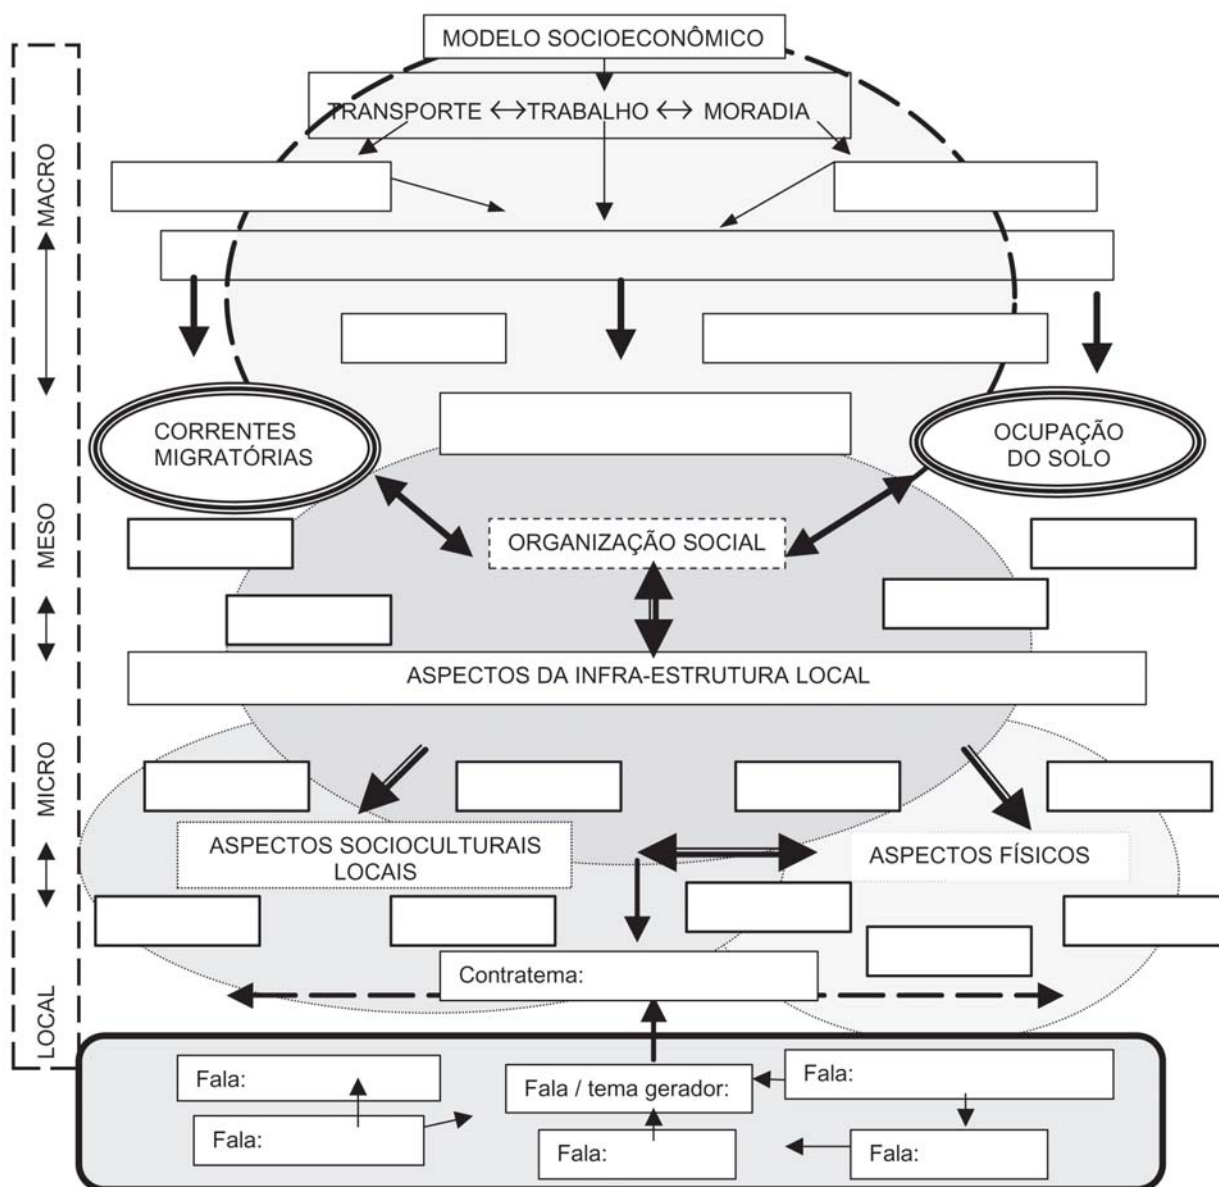 MODELO SOCIOECONÔMICO
TRANSPORTE ↔ TRABALHO ↔ MORADIA
MACRO
CORRENTES
MIGRATÓRIAS
OCUPAÇÃO
DO SOLO
MESO
ORGANIZAÇÃO SOCIAL
ASPECTOS DA INFRA-ESTRUTURA LOCAL
MICRO
ASPECTOS SOCIOCULTURAIS
LOCAIS
ASPECTOS FÍSICOS
Contratema:
LOCAL
Fala:
Fala / tema gerador:
Fala:
Fala:
Fala:
Fala: